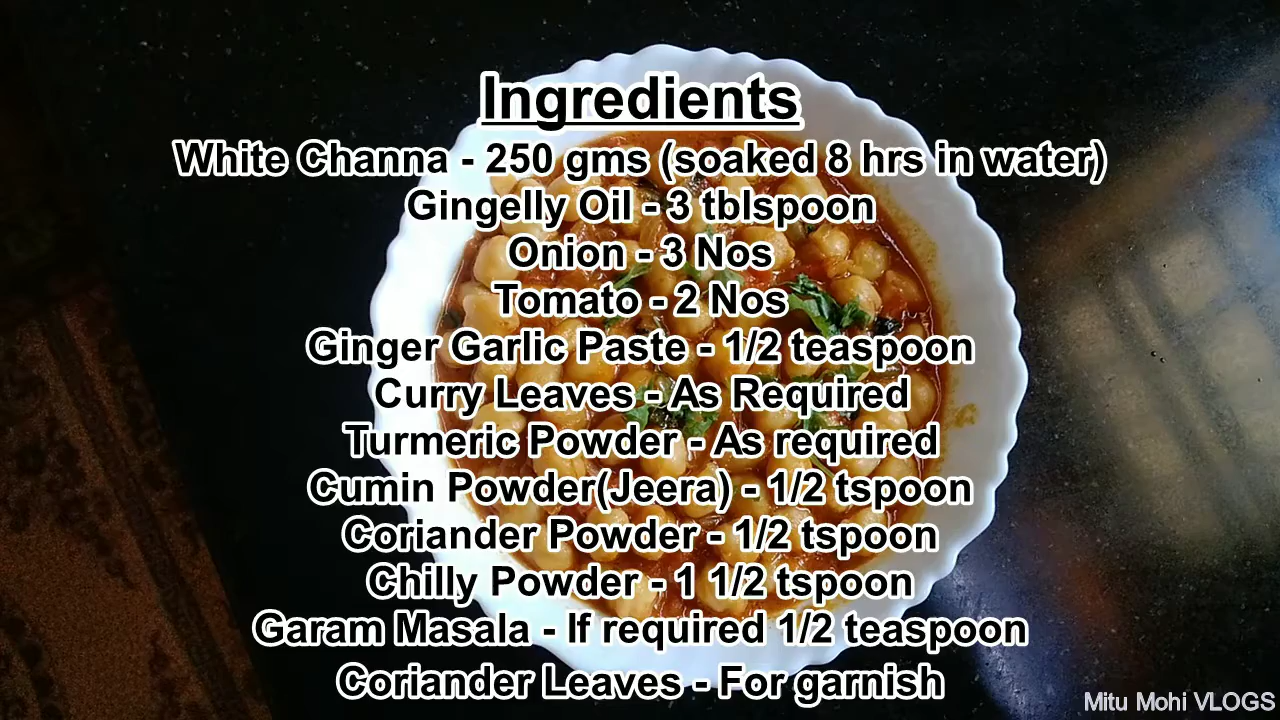 Ingredients
White Channa - 250 gms (soaked 8 hrs in water)
Gingelly Oil - 3 tblspoon
Onion - 3 Nos
Tomato - 2 Nos
Ginger Garlic Paste - 1/2 teaspoon
Curry Leaves - As Required
Turmeric Powder - As required
Cumin Powder(Jeera) - 1/2 tspoon
Coriander Powder - 1/2 tspoon
Chilly Powder - 1 1/2 tspoon
Garam Masala - If required 1/2 teaspoon
Coriander Leaves - For garnish
Mitu Mohi VLOGS